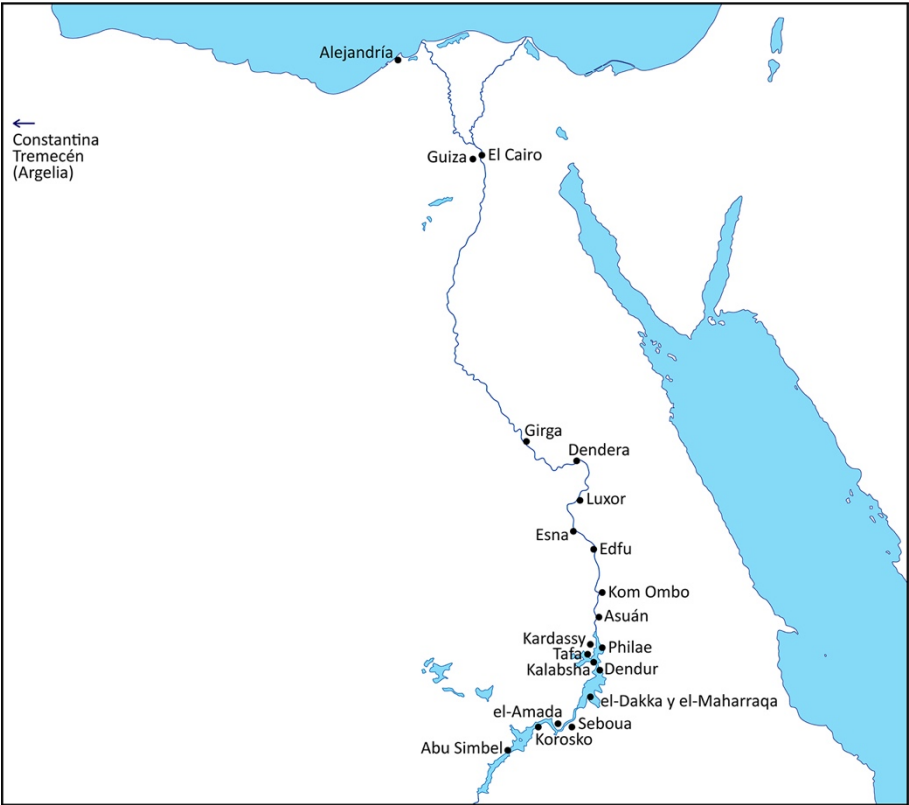 Alejandría
Constantina
Tremecén
(Argelia)
Guiza
El Cairo
Girga
Dendera
Luxor
Esna
Edfu
Kom Ombo
Asuán
Kardassy
Philae
Tafa
Kalabsha
Dendur
el-Dakka y el-Maharraqa
el-Amada
Seboua
Korosko
Abu Simbel